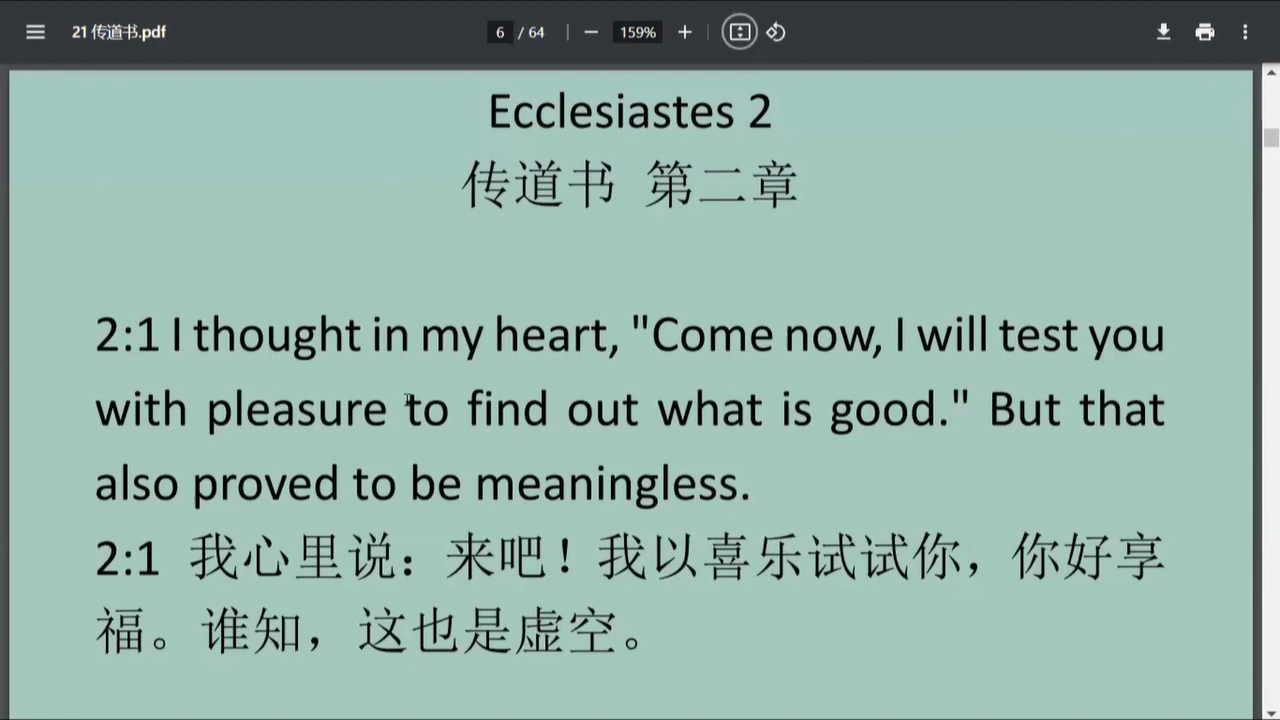 21 传道书.pdf
6 / 64
159%
Ecclesiastes 2
传道书 第二章
2:1 I thought in my heart, "Come now, I will test you
with pleasure to find out what is good." But that
also proved to be meaningless.
2:1 我心里说：来吧！我以喜乐试试你，你好享
福。谁知，这也是虚空。